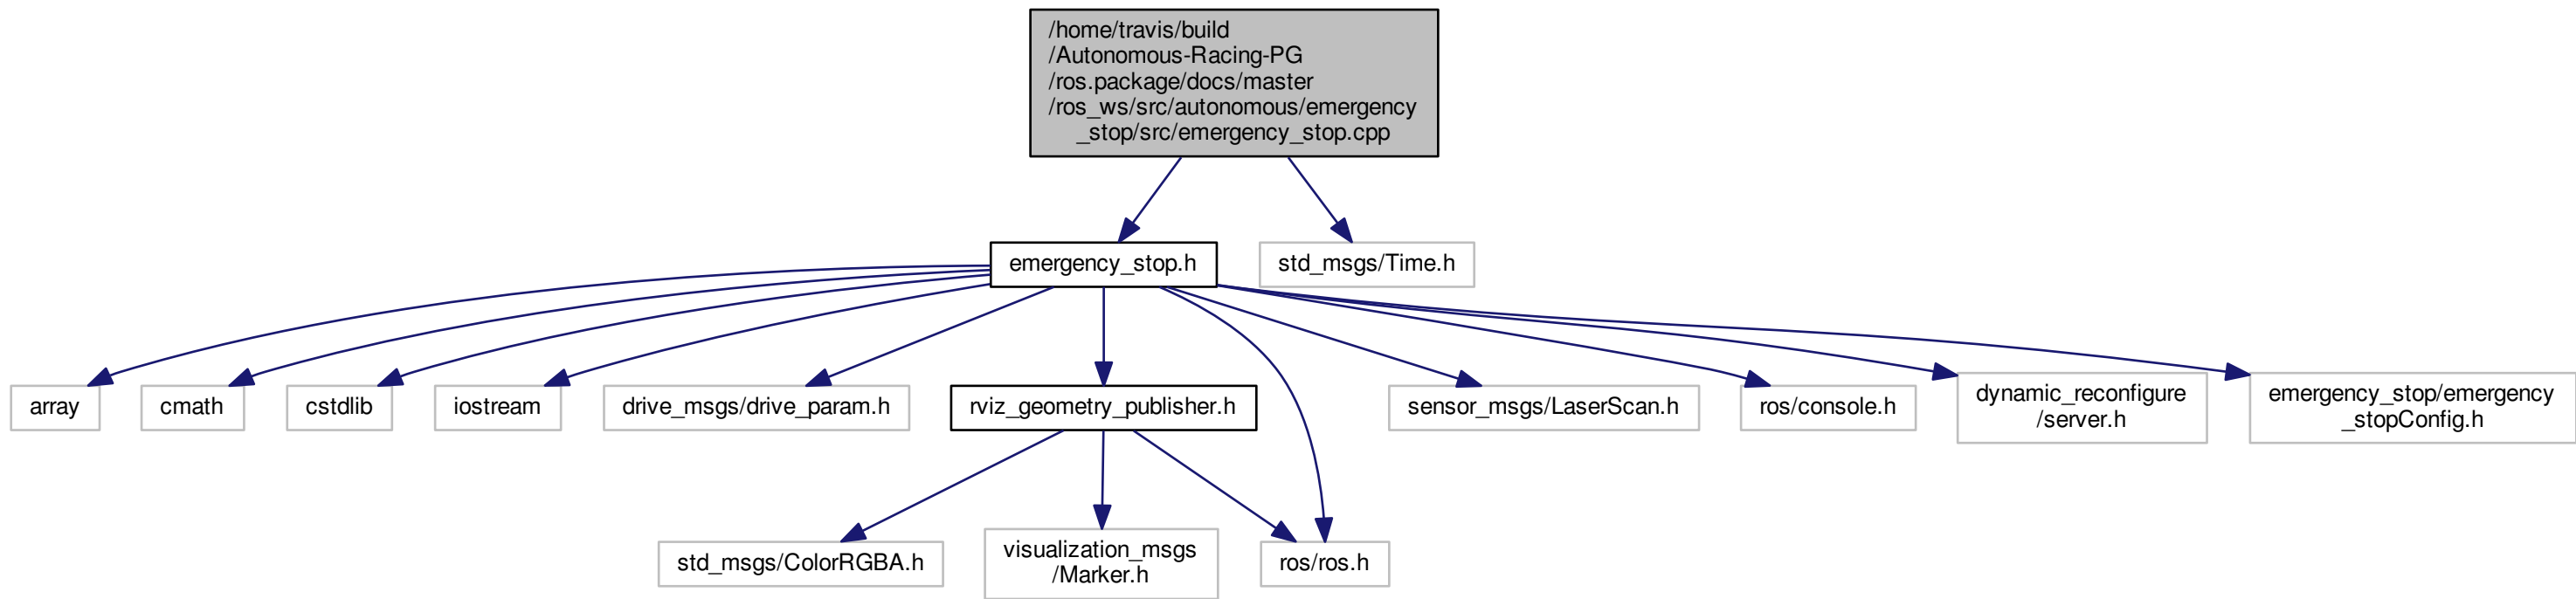 /home/travis/build
/Autonomous-Racing-PG
/ros.package/docs/master
/ros_ws/src/autonomous/emergency
_stop/src/emergency_stop.cpp
emergency_stop.h
std_msgs/Time.h
array
cmath
cstdlib
iostream
drive_msgs/drive_param.h
rviz_geometry_publisher.h
sensor_msgs/LaserScan.h
ros/console.h
dynamic_reconfigure
/server.h
emergency_stop/emergency
_stopConfig.h
std_msgs/ColorRGBA.h
visualization_msgs
/Marker.h
ros/ros.h